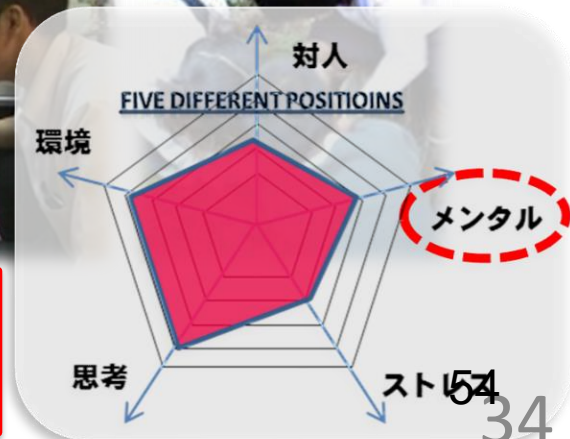 対人
FIVE DIFFERENT POSITIOINS
環境
メンタル
思考
ストレス
54
34